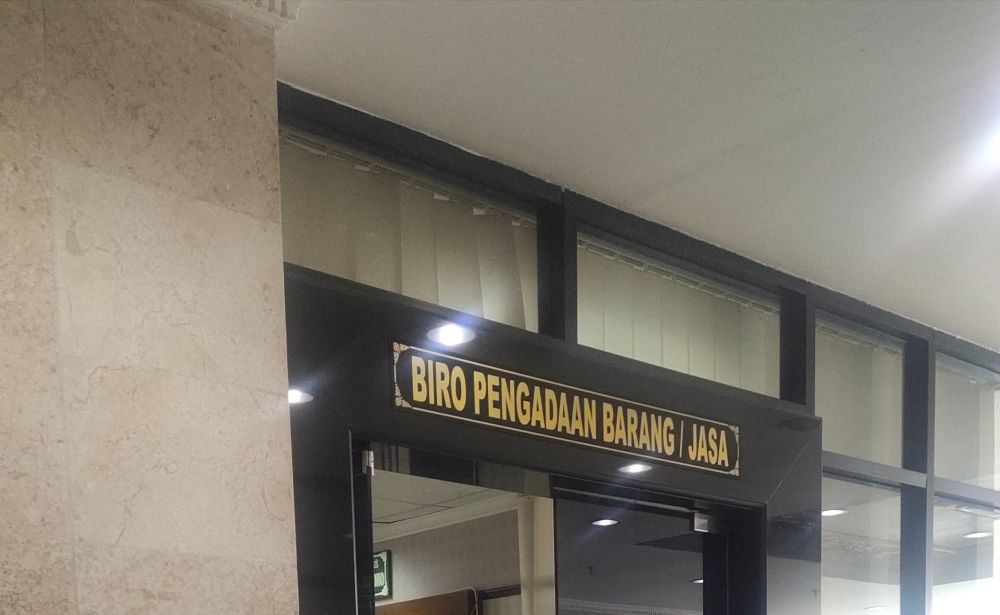 BIRO PENGADAAN BARANG / JASA